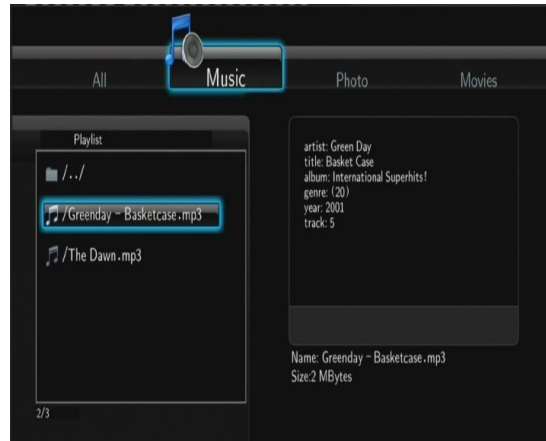 All
Music
Photo
Movies
Playlist
/../
/Greenday - Basketcase.mp3
/The Dawn.mp3
2/3
artist: Green Day
title: Basket Case
album: International Superhits!
genre: (20)
year: 2001
track: 5
Name: Greenday - Basketcase.mp3
Size:2 MBytes